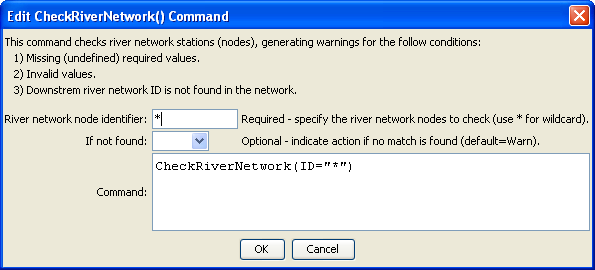 Edit CheckRiverNetwork() Command
This command checks river network stations (nodes), generating warnings for the follow conditions:
1) Missing (undefined) required values.
2) Invalid values.
3) Downstrem river network ID is not found in the network.
River network node identifier: * Required - specify the river network nodes to check (use * for wildcard).
If not found: Optional - indicate action if no match is found (default=Warn).
Command: CheckRiverNetwork(ID="*")
OK Cancel